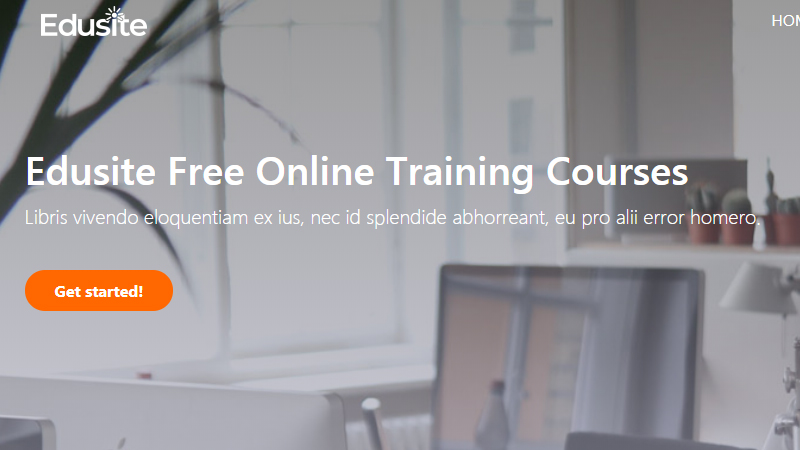 Edusite
HOM
Edusite Free Online Training Courses
Libris vivendo eloquentiam ex ius, nec id splendide abhorreant, eu pro alii error homero.
Get started!